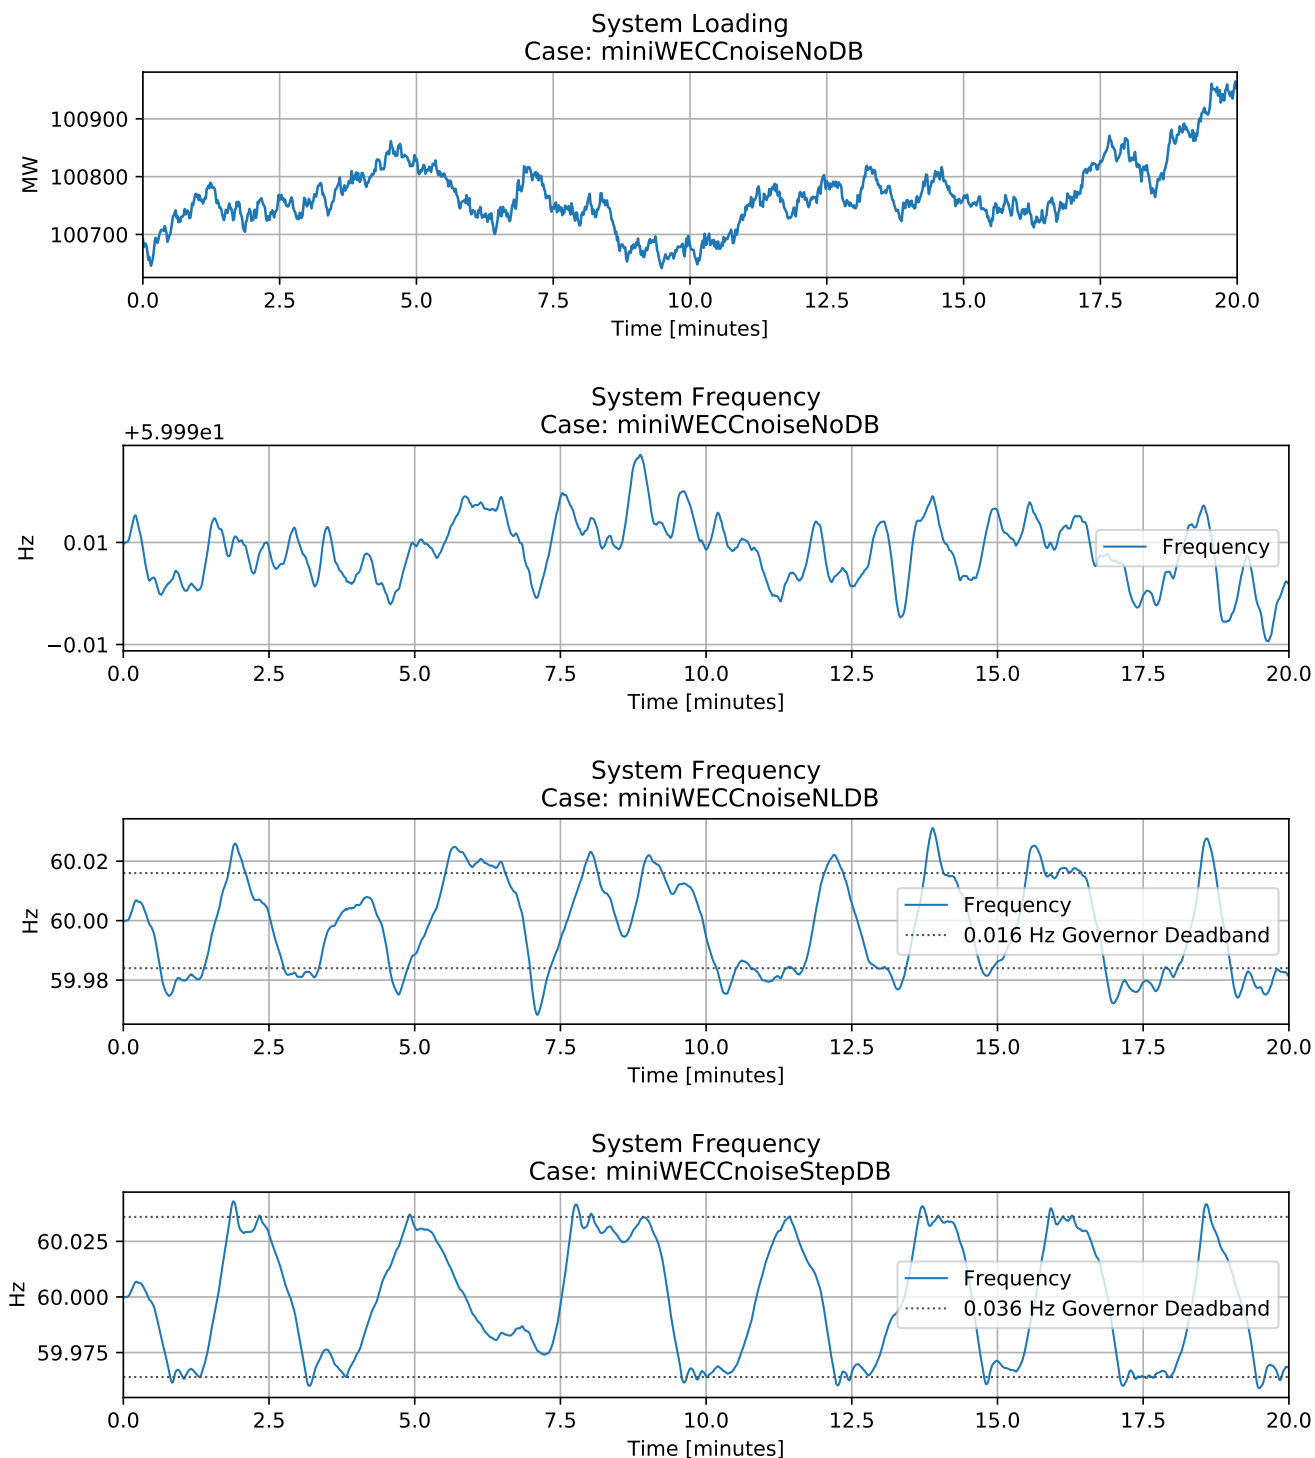 System Loading
Case: miniWECCnoiseNoDB
100900
100800
100700
MW
0.0 2.5 5.0 7.5 10.0 12.5 15.0 17.5 20.0
Time [minutes]
System Frequency
Case: miniWECCnoiseNoDB
+5.999e1
0.01
−0.01
Hz
Frequency
0.0 2.5 5.0 7.5 10.0 12.5 15.0 17.5 20.0
Time [minutes]
System Frequency
Case: miniWECCnoiseNLDB
60.02
60.00
59.98
Hz
Frequency
0.016 Hz Governor Deadband
0.0 2.5 5.0 7.5 10.0 12.5 15.0 17.5 20.0
Time [minutes]
System Frequency
Case: miniWECCnoiseStepDB
60.025
60.000
59.975
Hz
Frequency
0.036 Hz Governor Deadband
0.0 2.5 5.0 7.5 10.0 12.5 15.0 17.5 20.0
Time [minutes]